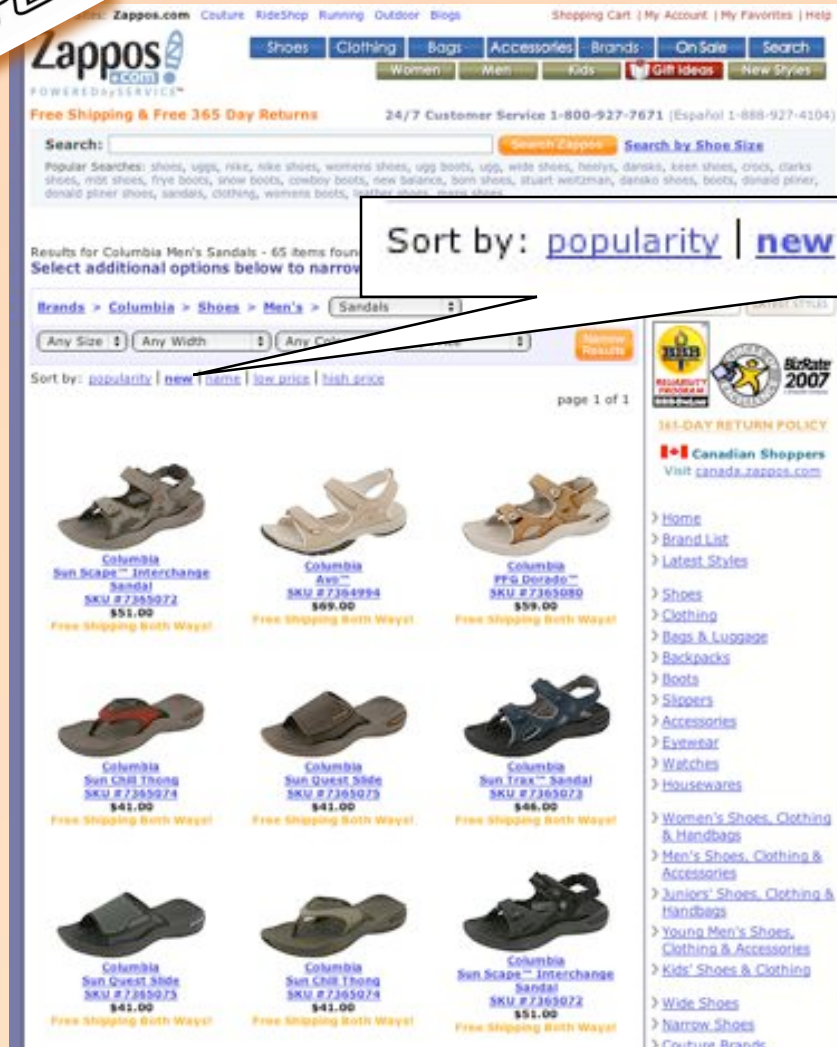 Zappos.com Couture RideShop Running Outdoor Blogs
Shopping Cart | My Account | My Favorites | Help
Zappos
.com
POWERED by SERVICE™
Shoes Clothing Bags Accessories Brands On Sale Search
Women Men Kids Gift Ideas New Styles
Free Shipping & Free 365 Day Returns
24/7 Customer Service 1-800-927-7671 (Español 1-888-927-4104)
Search: Search Zappos Search by Shoe Size
Popular Searches: shoes, uggs, nike, nike shoes, womens shoes, ugg boots, ugg, wide shoes, heelys, dansko, keen shoes, crocs, clarks
shoes, mbt shoes, frye boots, snow boots, cowboy boots, new balance, born shoes, stuart weitzman, dansko shoes, boots, donald pliner,
donald pliner shoes, sandals, clothing, womens boots, leather shoes, mens shoes
Sort by: popularity | new
Results for Columbia Men's Sandals - 65 items foun
Select additional options below to narrow
Brands > Columbia > Shoes > Men's > Sandals
LATEST STYLES
Any Size Any Width Any Narrow
Results
Sort by: popularity | new | name | low price | high price
page 1 of 1
BBB
RELIABILITY
PROGRAM
BizRate
2007
365-DAY RETURN POLICY
Canadian Shoppers
Visit canada.zappos.com
Columbia
Sun Scape™ Interchange
Sandal
SKU #7365072
$51.00
Free Shipping Both Ways!
Columbia
Avo™
SKU #7364994
$69.00
Free Shipping Both Ways!
Columbia
PFG Dorado™
SKU #7365080
$59.00
Free Shipping Both Ways!
Columbia
Sun Chill Thong
SKU #7365074
$41.00
Free Shipping Both Ways!
Columbia
Sun Quest Slide
SKU #7365075
$41.00
Free Shipping Both Ways!
Columbia
Sun Trax™ Sandal
SKU #7365073
$46.00
Free Shipping Both Ways!
Columbia
Sun Quest Slide
SKU #7365075
$41.00
Free Shipping Both Ways!
Columbia
Sun Chill Thong
SKU #7365074
$41.00
Free Shipping Both Ways!
Columbia
Sun Scape™ Interchange
Sandal
SKU #7365072
$51.00
Free Shipping Both Ways!
Home
Brand List
Latest Styles
Shoes
Clothing
Bags & Luggage
Backpacks
Boots
Slippers
Accessories
Eyewear
Watches
Housewares
Women's Shoes, Clothing
& Handbags
Men's Shoes, Clothing &
Accessories
Juniors' Shoes, Clothing &
Handbags
Young Men's Shoes,
Clothing & Accessories
Kids' Shoes & Clothing
Wide Shoes
Narrow Shoes
Couture Brands